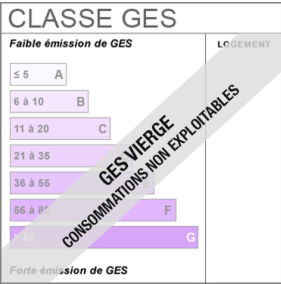 CLASSE GES
Faible émission de GES
LOGEMENT
≤ 5 A
6 à 10 B
11 à 20 C
21 à 35
36 à 55
56 à 80 F
G
Forte émission de GES
GES VIERGE
CONSOMMATIONS NON EXPLOITABLES